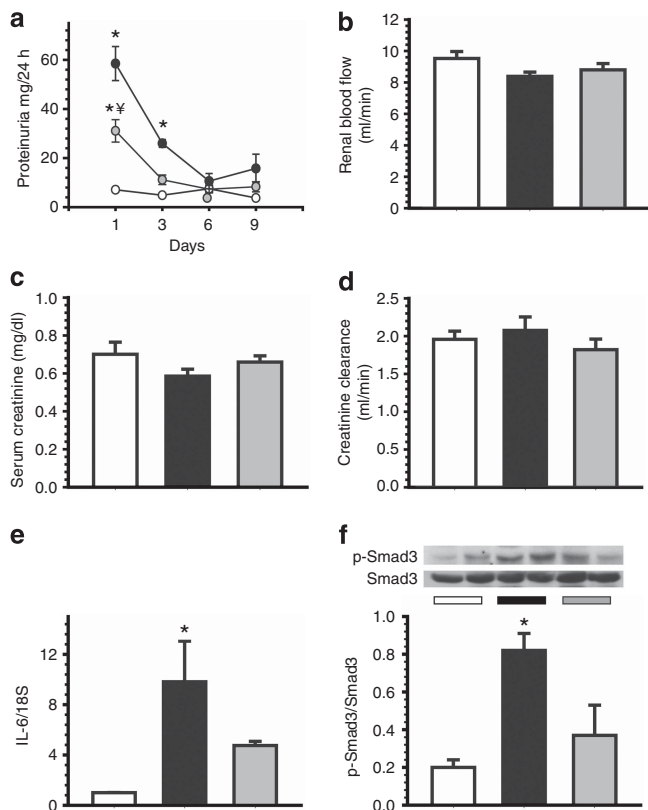 a
Proteinuria mg/24 h
60
40
20
0
*
*¥
*
1 3 6 9
Days
b
Renal blood flow
(ml/min)
12
10
8
6
4
2
0
c
Serum creatinine (mg/dl)
1.0
0.8
0.6
0.4
0.2
0.0
d
Creatinine clearance
(ml/min)
2.5
2.0
1.5
1.0
0.5
0.0
e
IL-6/18S
12
8
4
0
*
f
p-Smad3
Smad3
p-Smad3/Smad3
1.0
0.8
0.6
0.4
0.2
0.0
*